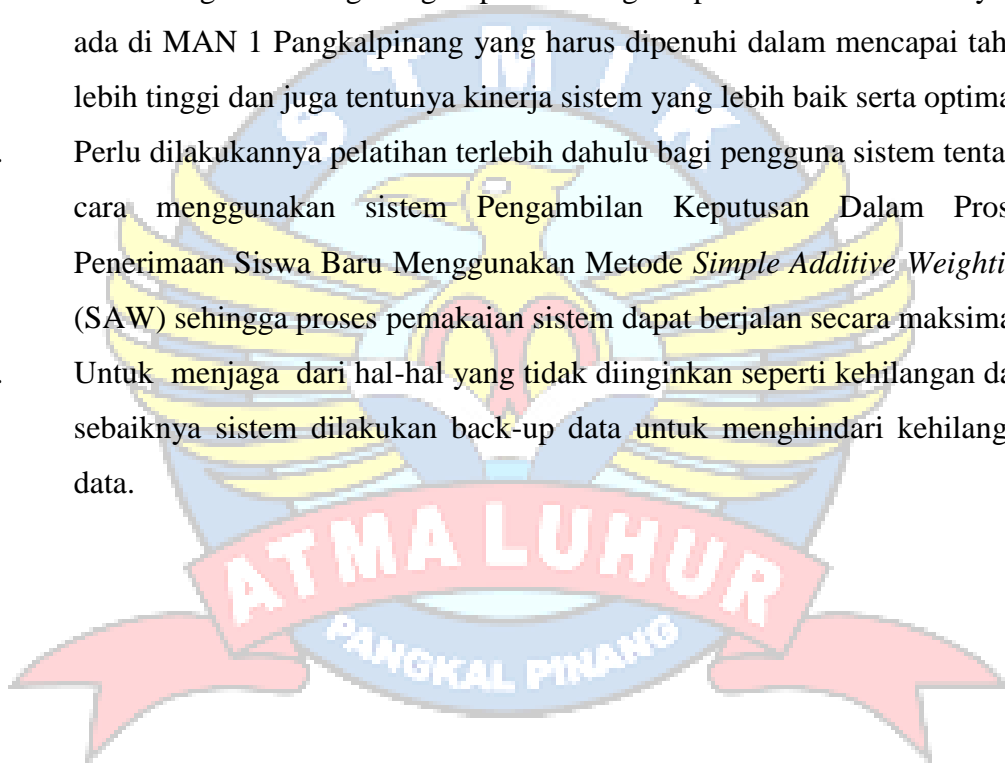 ada di MAN 1 Pangkalpinang yang harus dipenuhi dalam mencapai tah
lebih tinggi dan juga tentunya kinerja sistem yang lebih baik serta optima
. Perlu dilakukannya pelatihan terlebih dahulu bagi pengguna sistem tenta
cara menggunakan sistem Pengambilan Keputusan Dalam Pros
Penerimaan Siswa Baru Menggunakan Metode Simple Additive Weighti
(SAW) sehingga proses pemakaian sistem dapat berjalan secara maksima
. Untuk menjaga dari hal-hal yang tidak diinginkan seperti kehilangan da
sebaiknya sistem dilakukan back-up data untuk menghindari kehilang
data.
STMIK
ATMA LUHUR
PANGKAL PINANG